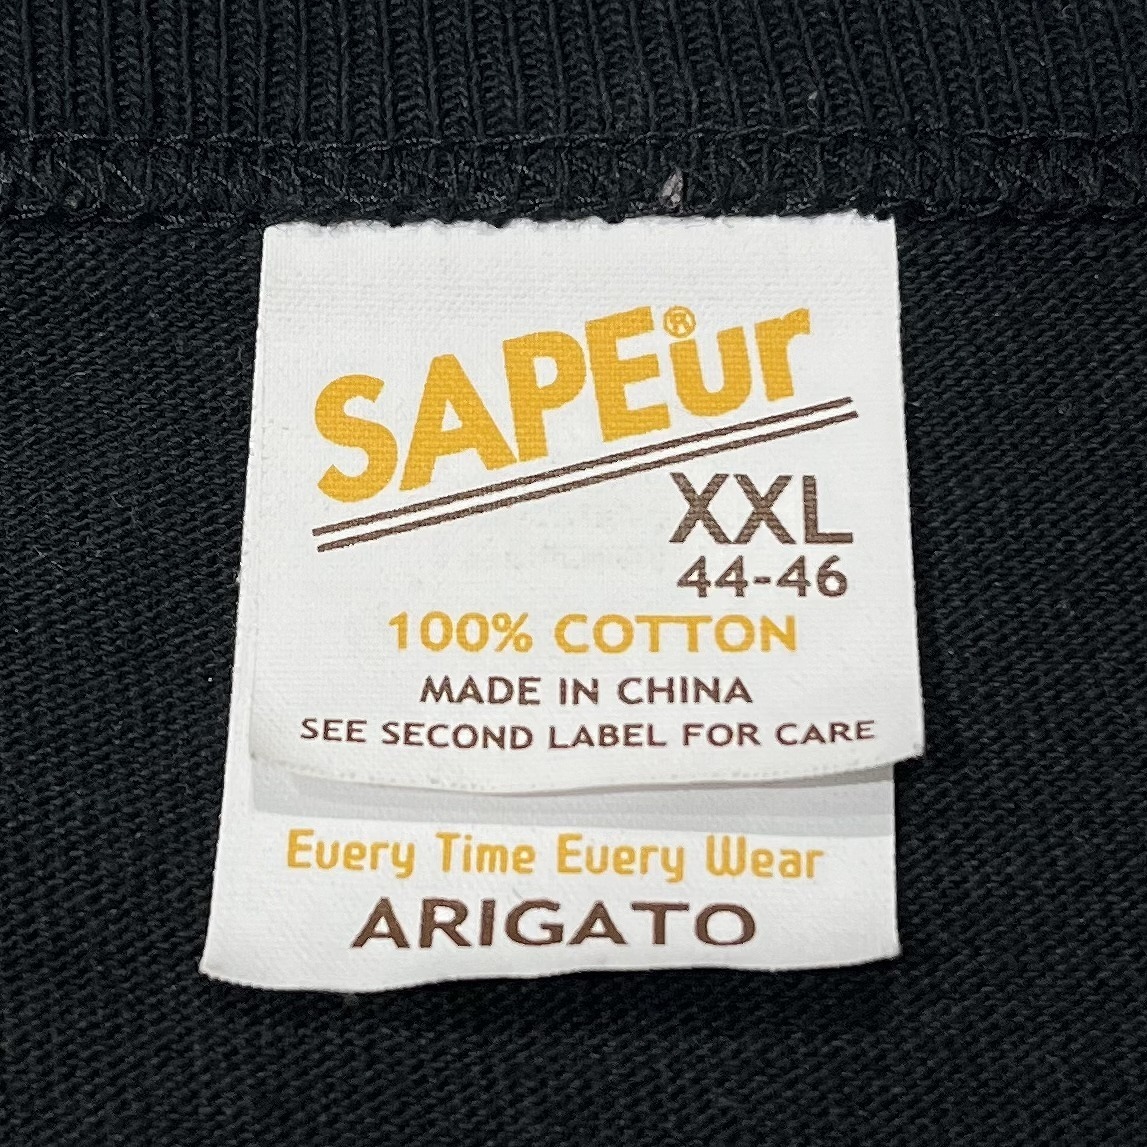 SAPEur®
XXL
44-46
100% COTTON
MADE IN CHINA
SEE SECOND LABEL FOR CARE
Every Time Every Wear
ARIGATO